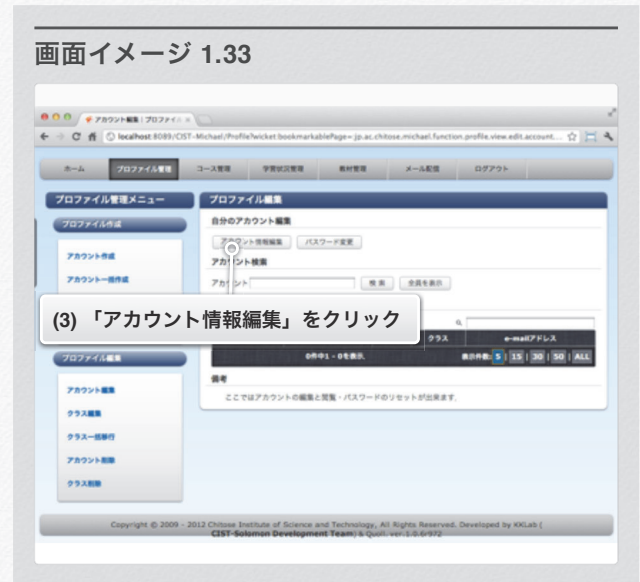 画面イメージ 1.33
アカウント編集 | プロファイ
localhost:8089/CIST-Michael/Profile?wicket:bookmarkablePage=:jp.ac.chitose.michael.function.profile.view.edit.account...
ホーム プロファイル管理 コース管理 学習状況管理 教材管理 メール配信 ログアウト
プロファイル管理メニュー
プロファイル作成
アカウント作成
アカウント一括作成
プロファイル編集
アカウント編集
クラス編集
クラス一括移行
アカウント削除
クラス削除
プロファイル編集
自分のアカウント編集
アカウント情報編集 パスワード変更
アカウント検索
アカウント 検索 全員を表示
(3) 「アカウント情報編集」をクリック
クラス e-mailアドレス
0件中1 - 0を表示. 表示件数: 5 | 15 | 30 | 50 | ALL
備考
ここではアカウントの編集と閲覧・パスワードのリセットが出来ます.
Copyright © 2009 - 2012 Chitose Institute of Science and Technology, All Rights Reserved. Developed by KKLab (
CIST-Solomon Development Team) & Quoll. ver.1.0.6-972